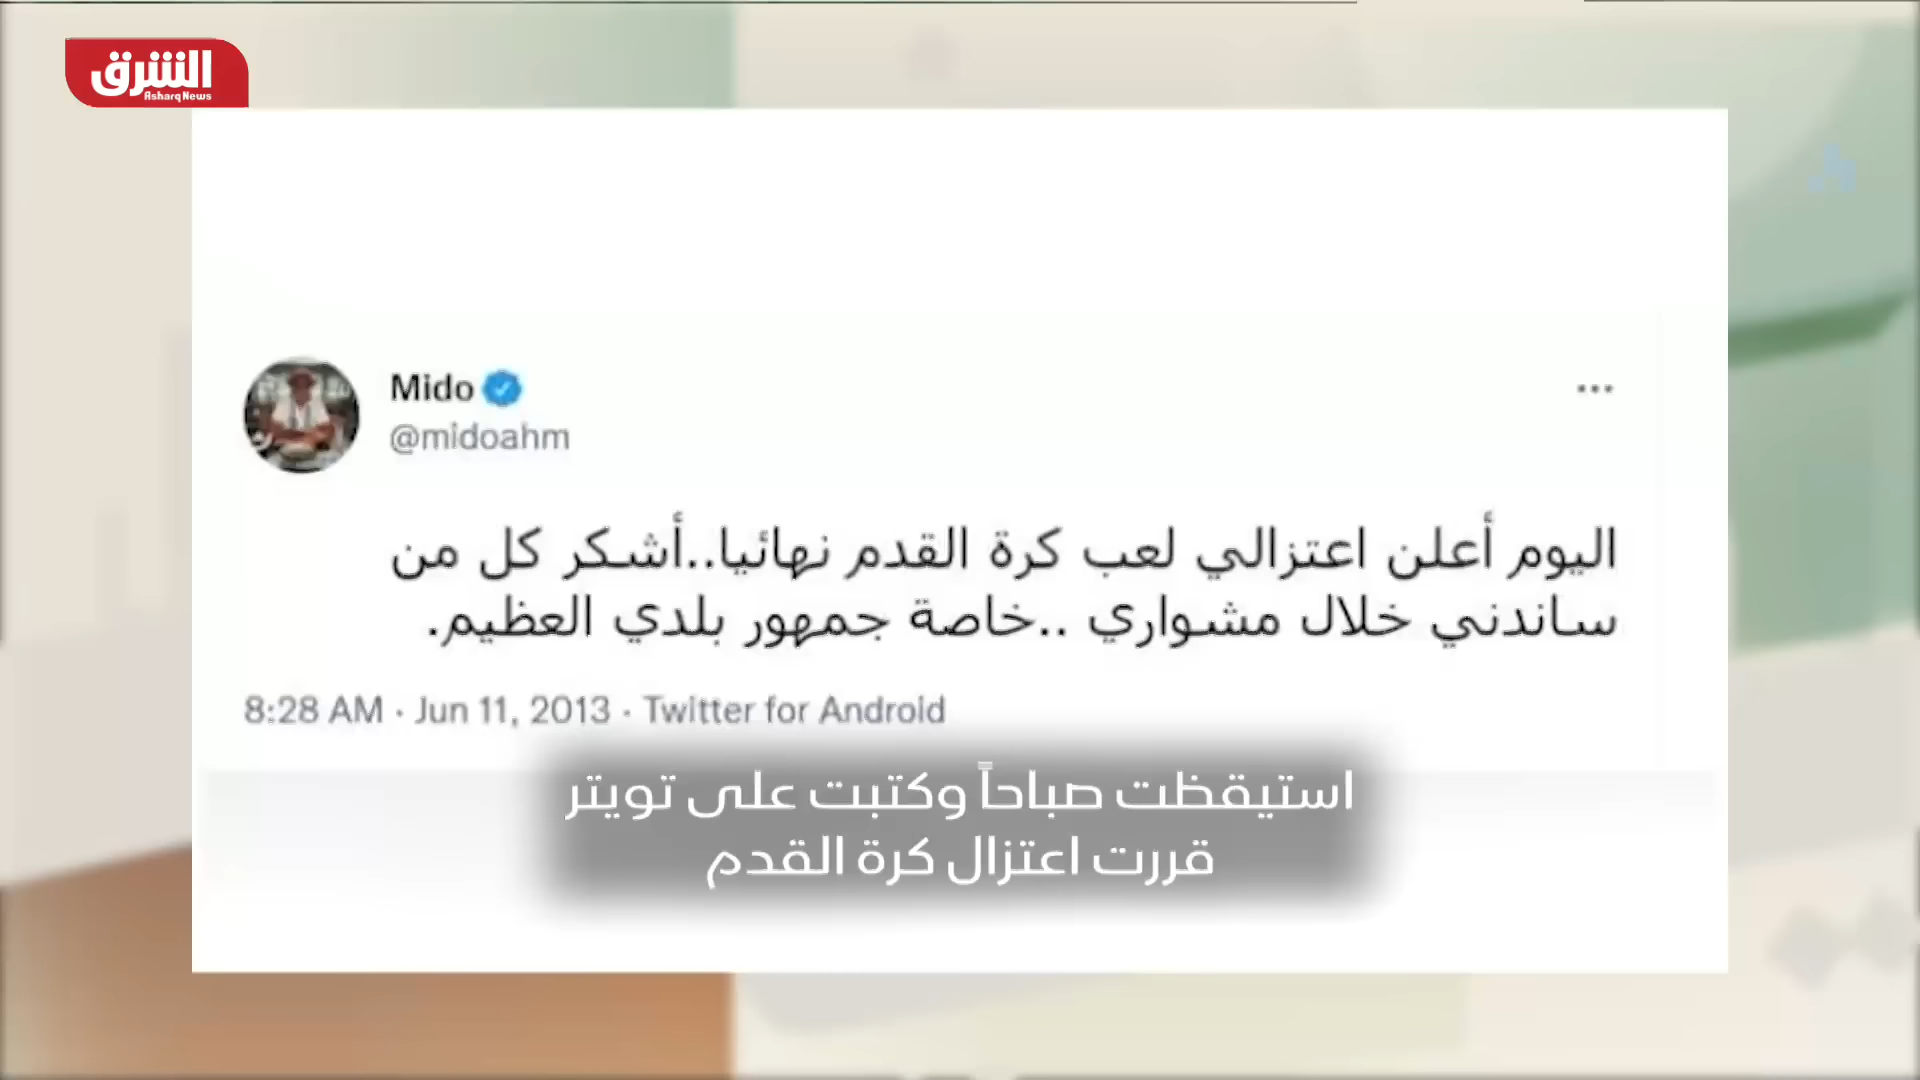 الشرق
Asharq News
Mido
@midoahm
اليوم أعلن اعتزالي لعب كرة القدم نهائيا..أشكر كل من
ساندني خلال مشواري ..خاصة جمهور بلدي العظيم.
8:28 AM · Jun 11, 2013 · Twitter for Android
استيقظت صباحاً وكتبت على تويتر
قررت اعتزال كرة القدم